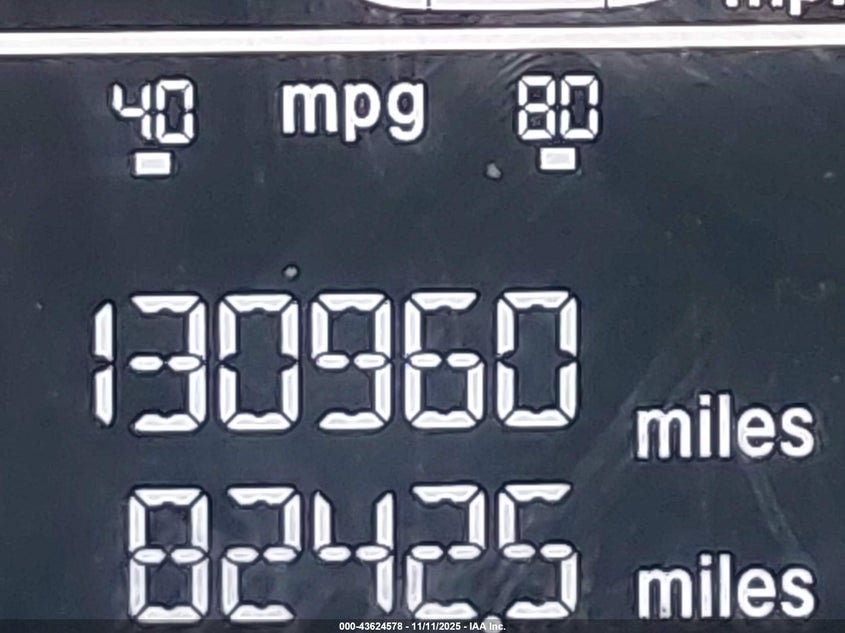 40 mpg 80
130960 miles
82425 miles
000-43624578 - 11/11/2025 - IAA Inc.